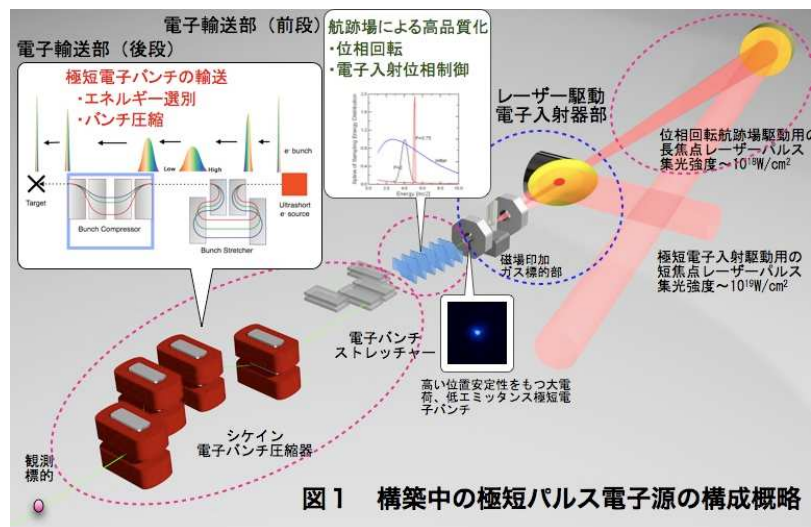 電子輸送部(前段)
電子輸送部(後段)
極短電子バンチの輸送
・エネルギー選別
・バンチ圧縮
Low
High
e⁻ bunch
Target
Bunch Compressor
Bunch Stretcher
Ultrashort
e⁻ source
航跡場による高品質化
・位相回転
・電子入射位相制御
Energy [mc2]
レーザー駆動
電子入射器部
位相回転航跡場駆動用の
長焦点レーザーパルス
集光強度~10¹⁸W/cm²
極短電子入射駆動用の
短焦点レーザーパルス
集光強度~10¹⁹W/cm²
磁場印加
ガス標的部
電子バンチ
ストレッチャー
高い位置安定性をもつ大電
荷、低エミッタンス極短電
子バンチ
シケイン
電子バンチ圧縮器
観測
標的
図1 構築中の極短パルス電子源の構成概略